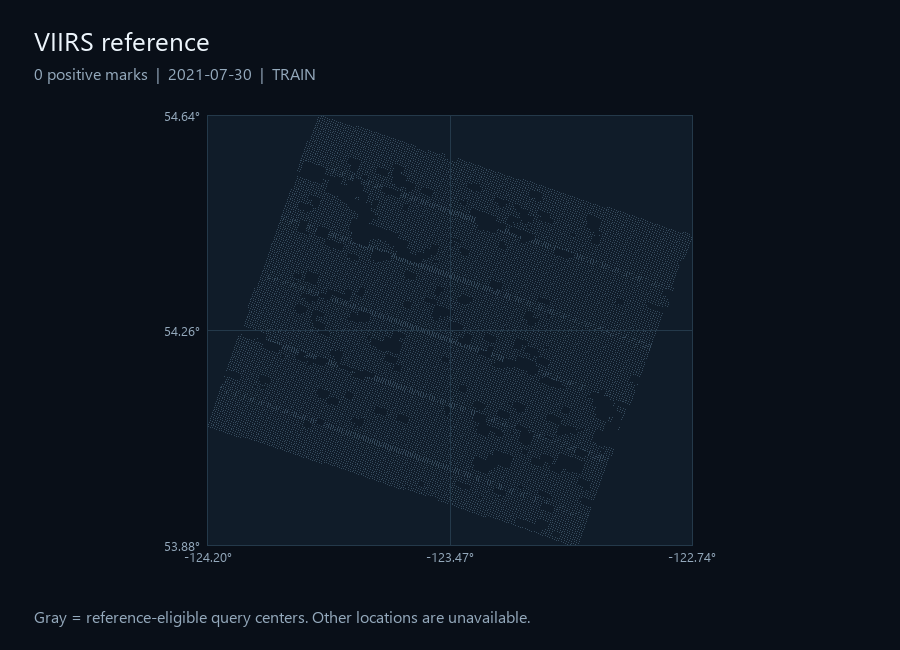 VIIRS reference
0 positive marks | 2021-07-30 | TRAIN
54.64°
54.26°
53.88°
-124.20°
-123.47°
-122.74°
Gray = reference-eligible query centers. Other locations are unavailable.